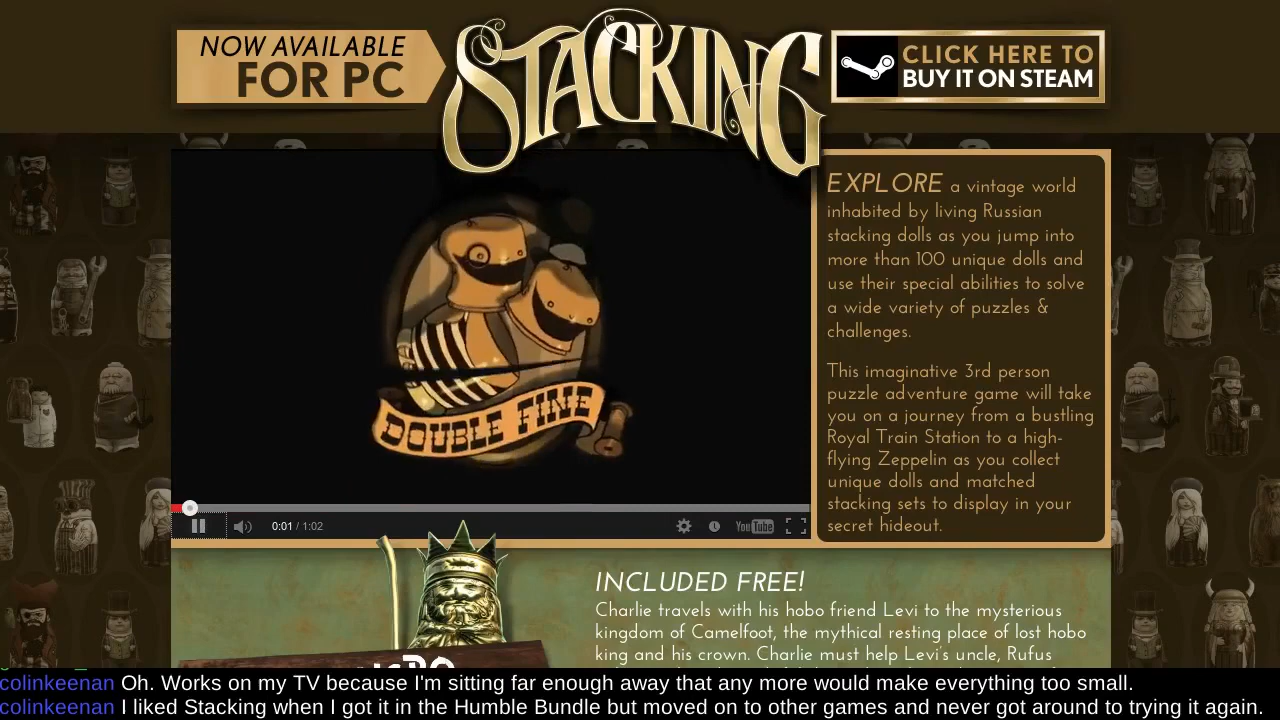 NOW AVAILABLE
FOR PC
STACKING
CLICK HERE TO
BUY IT ON STEAM
EXPLORE a vintage world
inhabited by living Russian
stacking dolls as you jump into
more than 100 unique dolls and
use their special abilities to solve
a wide variety of puzzles &
challenges.
This imaginative 3rd person
puzzle adventure game will take
you on a journey from a bustling
Royal Train Station to a high-
flying Zeppelin as you collect
unique dolls and matched
stacking sets to display in your
secret hideout.
DOUBLE FINE
0:01 / 1:02
YouTube
INCLUDED FREE!
Charlie travels with his hobo friend Levi to the mysterious
kingdom of Camelfoot, the mythical resting place of lost hobo
king and his crown. Charlie must help Levi's uncle, Rufus
colinkeenan Oh. Works on my TV because I'm sitting far enough away that any more would make everything too small.
colinkeenan I liked Stacking when I got it in the Humble Bundle but moved on to other games and never got around to trying it again.